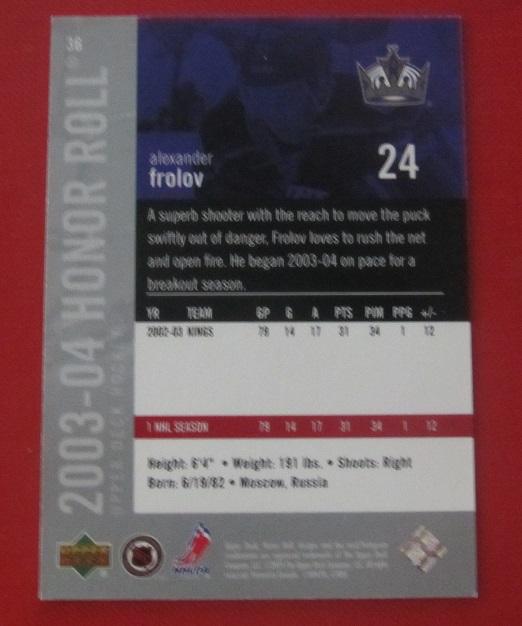 36
2003-04 HONOR ROLL®
UPPER DECK HOCKEY
alexander
frolov
24
A superb shooter with the reach to move the puck
swiftly out of danger, Frolov loves to rush the net
and open fire. He began 2003-04 on pace for a
breakout season.
YR TEAM GP G A PTS PIM PPG +/-
2002-03 KINGS 79 14 17 31 34 1 12
1 NHL SEASON 79 14 17 31 34 1 12
Height: 6'4" • Weight: 191 lbs. • Shoots: Right
Born: 6/19/82 • Moscow, Russia
NHLPA